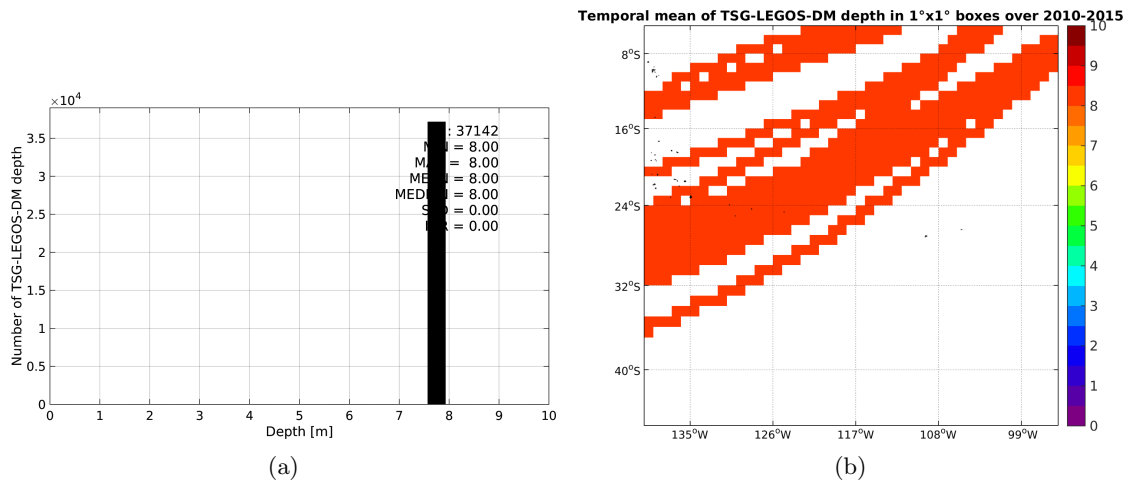 ×10⁴
3.5
3
2.5
2
1.5
1
0.5
0
Number of TSG-LEGOS-DM depth
: 37142
= 8.00
= 8.00
= 8.00
= 8.00
= 0.00
= 0.00
0 1 2 3 4 5 6 7 8 9 10
Depth [m]
(a)
Temporal mean of TSG-LEGOS-DM depth in 1°x1° boxes over 2010-2015
8°S
16°S
24°S
32°S
40°S
135°W 126°W 117°W 108°W 99°W
10
9
8
7
6
5
4
3
2
1
0
(b)